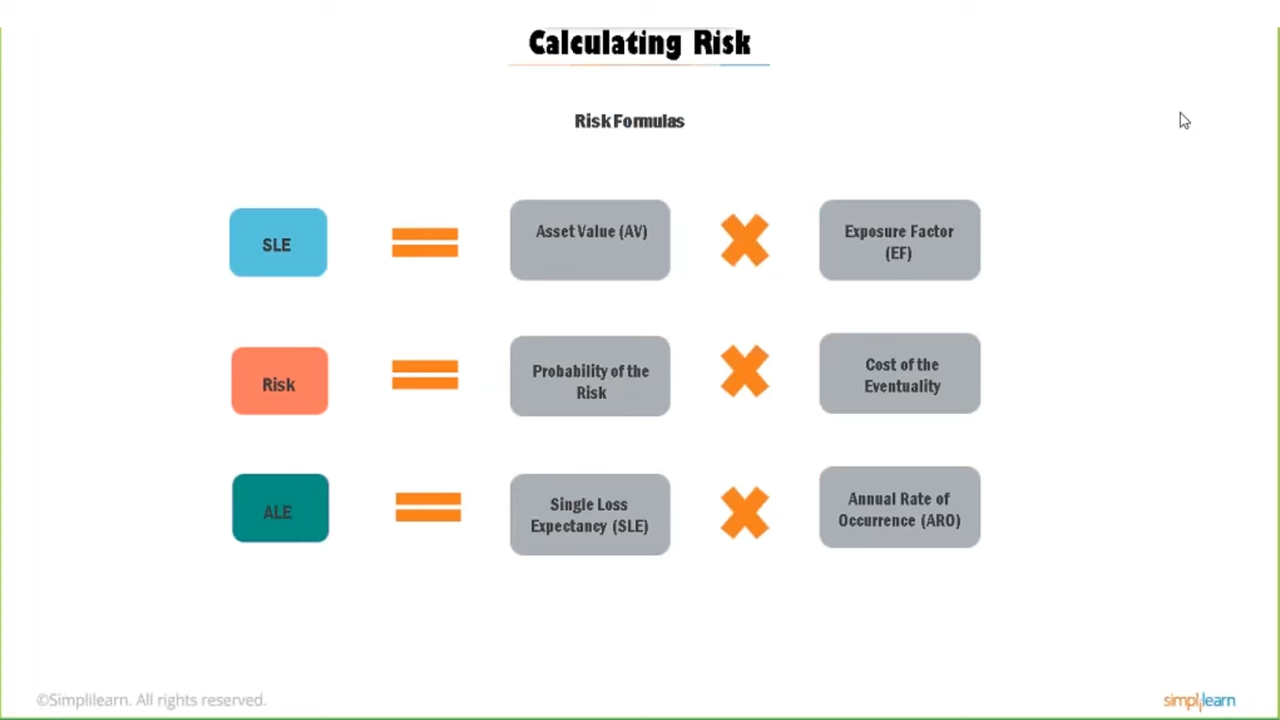 Calculating Risk
Risk Formulas
SLE
Asset Value (AV)
Exposure Factor
(EF)
Risk
Probability of the
Risk
Cost of the
Eventuality
ALE
Single Loss
Expectancy (SLE)
Annual Rate of
Occurrence (ARO)
©Simplilearn. All rights reserved.
simplilearn